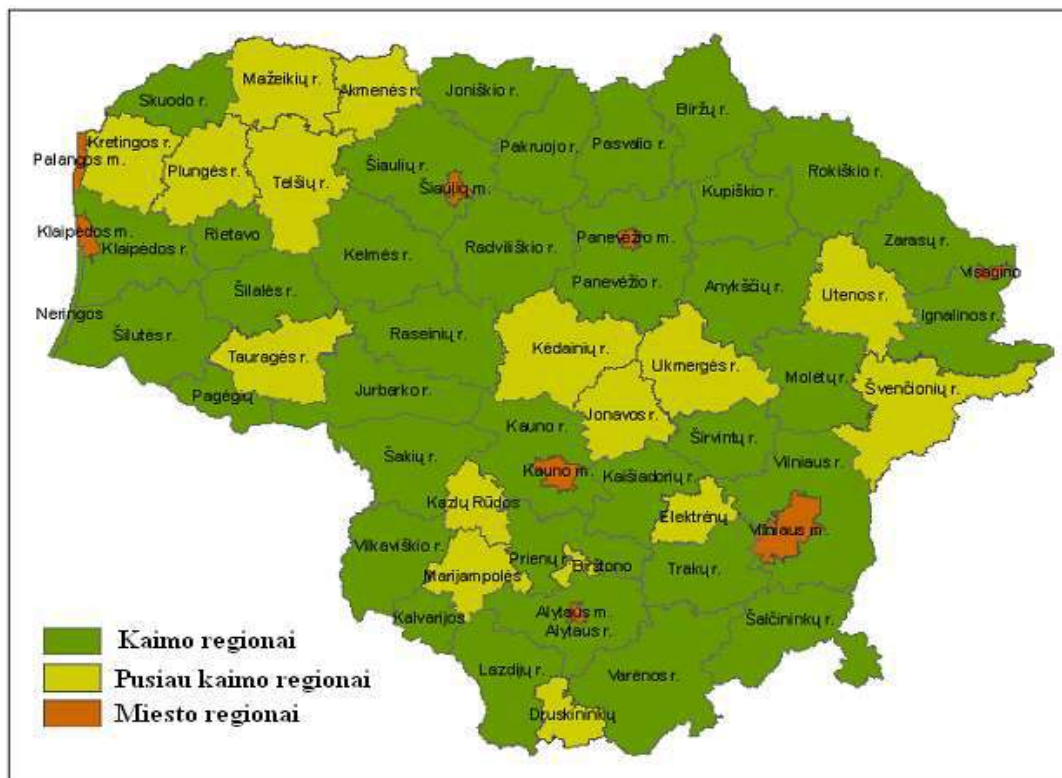 Mažeikių r.
Akmenės r.
Skuodo r.
Joniškio r.
Biržų r.
Kretingos r.
Palangos m.
Plungės r.
Telšių r.
Šiaulių r.
Šiaulių m.
Pakruojo r.
Pasvalio r.
Rokiškio r.
Kupiškio r.
Klaipėdos m.
Klaipėdos r.
Rietavo
Kelmės r.
Radviliškio r.
Panevėžio m.
Panevėžio r.
Anykščių r.
Zarasų r.
Visagino
Utenos r.
Ignalinos r.
Neringos
Šilutės r.
Šilalės r.
Raseinių r.
Tauragės r.
Kėdainių r.
Ukmergės r.
Molėtų r.
Švenčionių r.
Pagėgių
Jurbarko r.
Jonavos r.
Kauno r.
Širvintų r.
Šakių r.
Kauno m.
Kaišiadorių r.
Vilniaus r.
Kazlų Rūdos
Elektrėnų
Vilniaus m.
Vilkaviškio r.
Marijampolės
Prienų r.
Birštono
Trakų r.
Kalvarijos
Alytaus m.
Alytaus r.
Šalčininkų r.
Lazdijų r.
Varėnos r.
Druskininkų
Kaimo regionai
Pusiau kaimo regionai
Miesto regionai